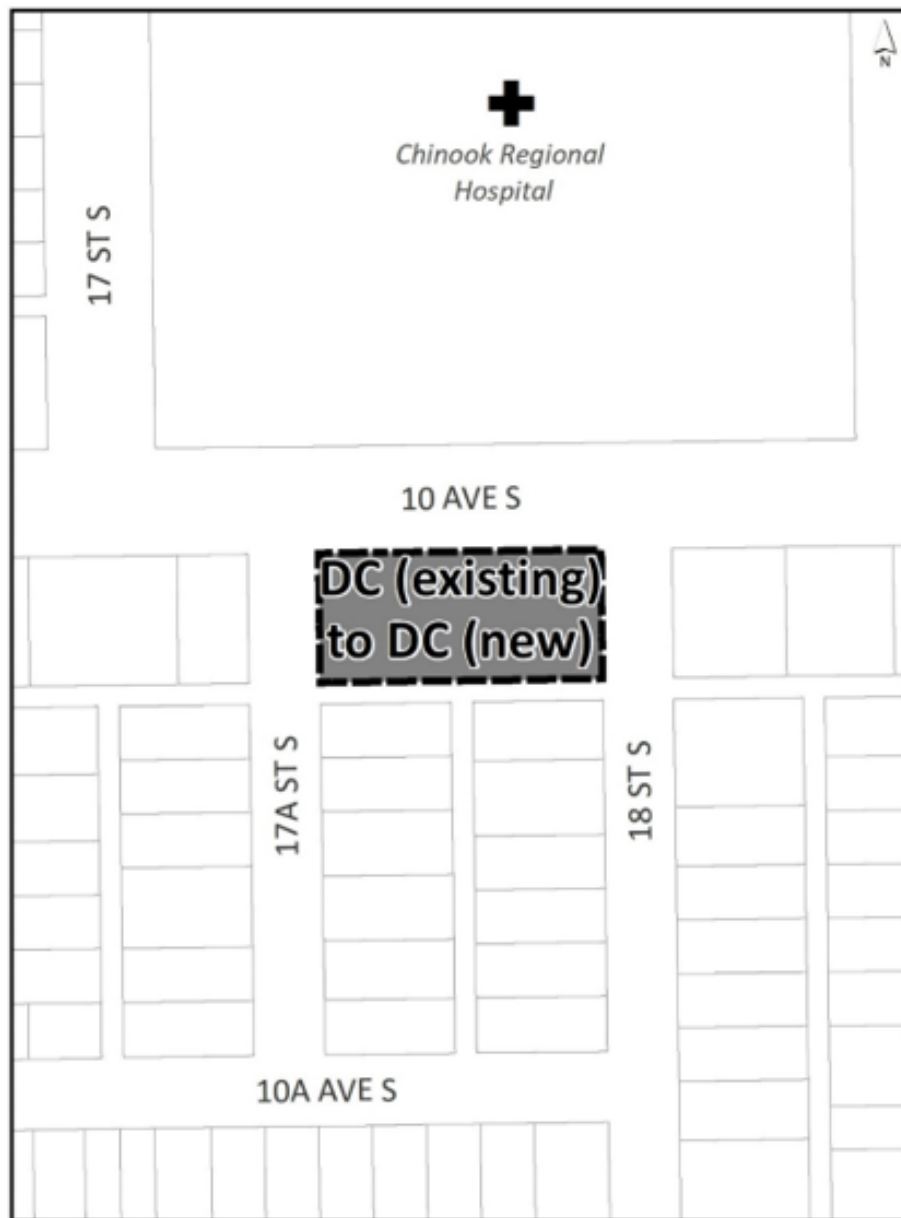 N
Chinook Regional
Hospital
17 ST S
10 AVE S
DC (existing)
to DC (new)
17A ST S
18 ST S
10A AVE S